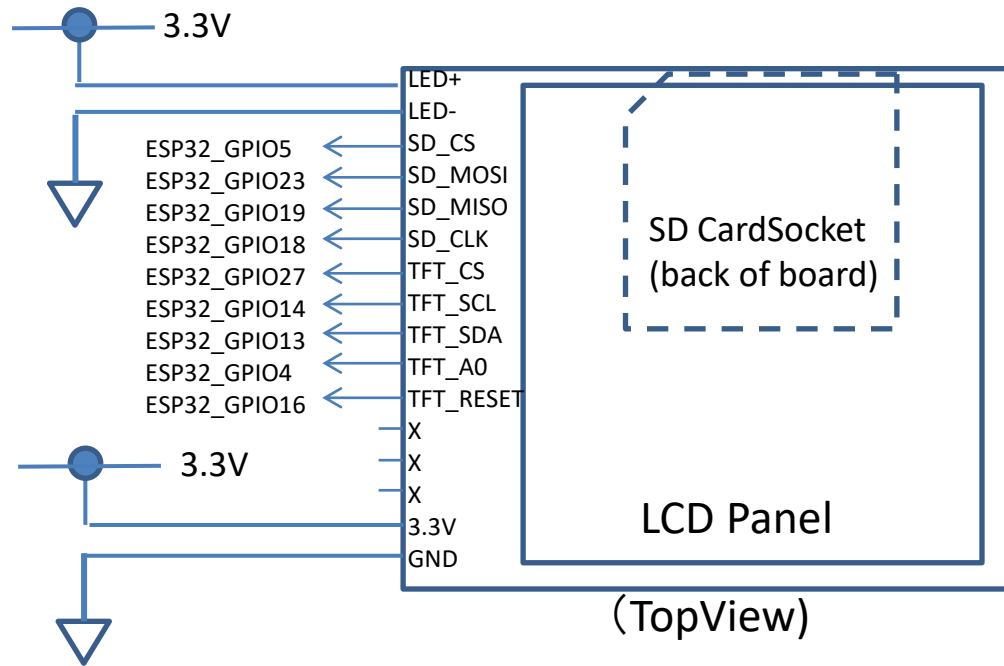 3.3V
LED+
LED-
ESP32_GPIO5 SD_CS
ESP32_GPIO23 SD_MOSI
ESP32_GPIO19 SD_MISO
ESP32_GPIO18 SD_CLK
ESP32_GPIO27 TFT_CS
ESP32_GPIO14 TFT_SCL
ESP32_GPIO13 TFT_SDA
ESP32_GPIO4 TFT_A0
ESP32_GPIO16 TFT_RESET
X
X
X
3.3V
3.3V
GND
SD CardSocket
(back of board)
LCD Panel
（TopView)